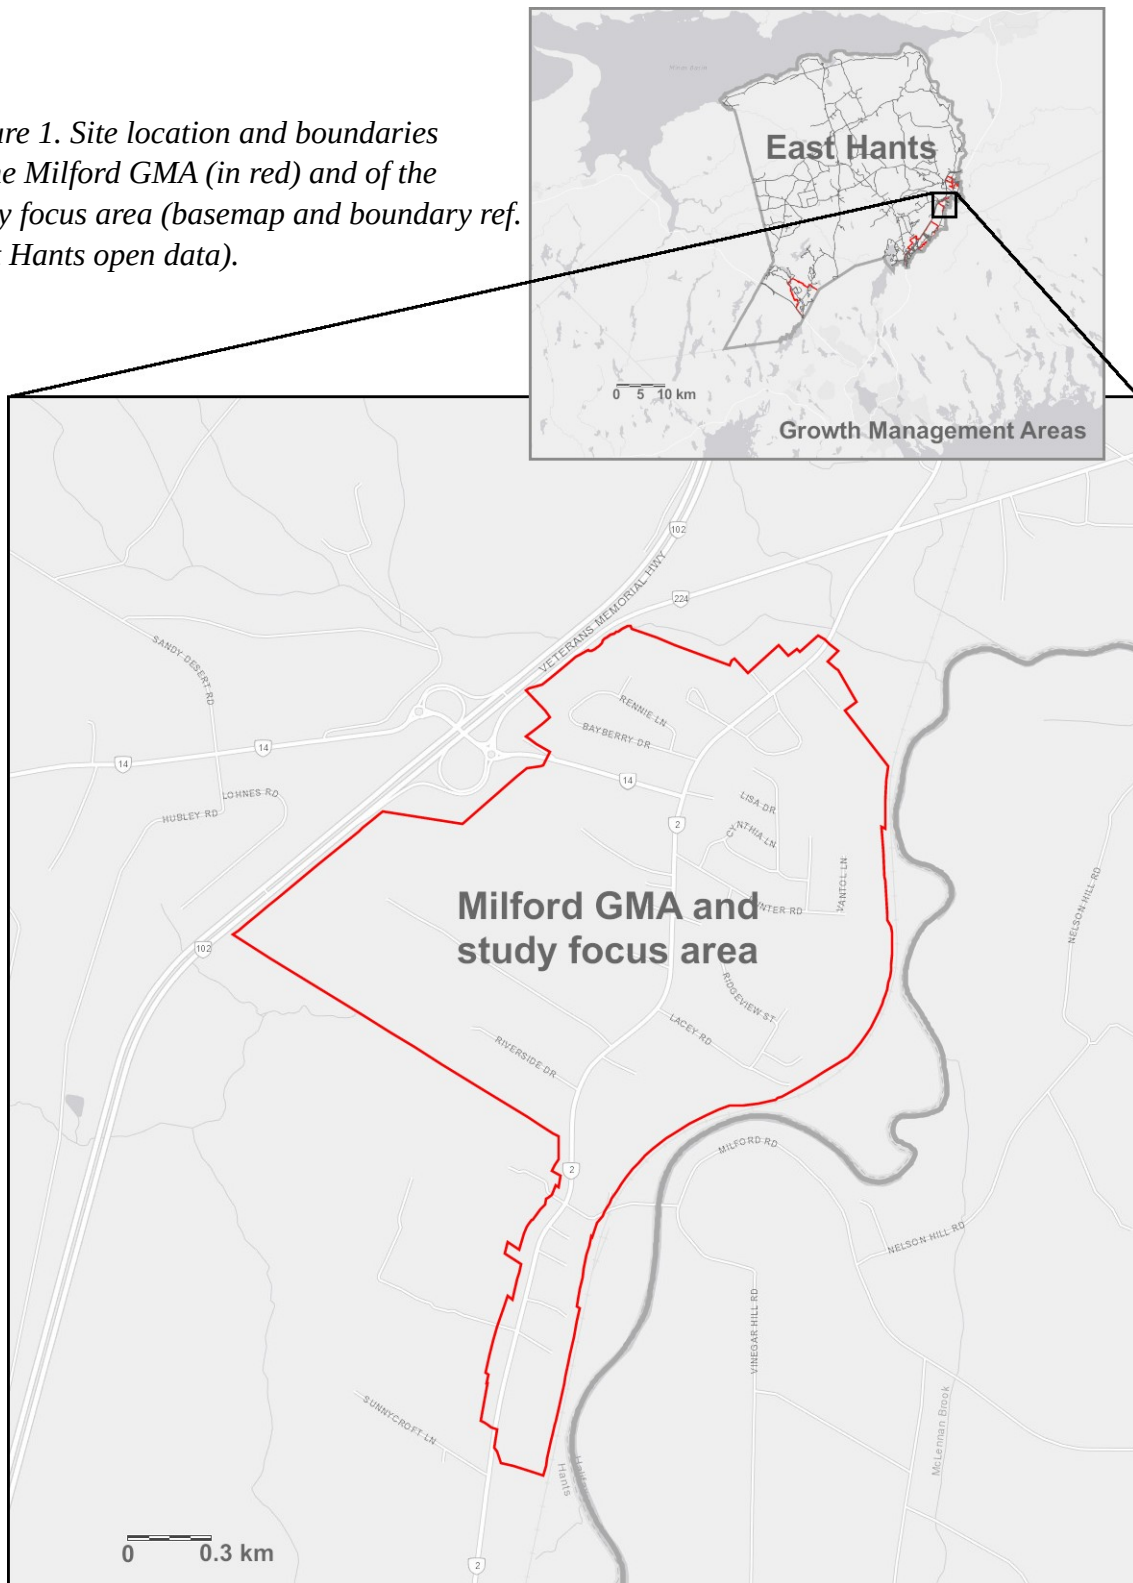 ure 1. Site location and boundaries
he Milford GMA (in red) and of the
y focus area (basemap and boundary ref.
Hants open data).
East Hants
0 5 10 km
Growth Management Areas
102
VETERANS MEMORIAL HWY
224
SANDY DESERT RD
RENNIE LN
BAYBERRY DR
14
14
14
LOHNES RD
HUBLEY RD
LISA DR
2
CYNTHIA LN
VANTOL LN
NELSON HILL RD
Milford GMA and
HUNTER RD
study focus area
102
RIDGEVIEW ST
LACEY RD
RIVERSIDE DR
MILFORD RD
2
NELSON HILL RD
VINEGAR HILL RD
SUNNYCROFT LN
McLennan Brook
Hants
0 0.3 km
2